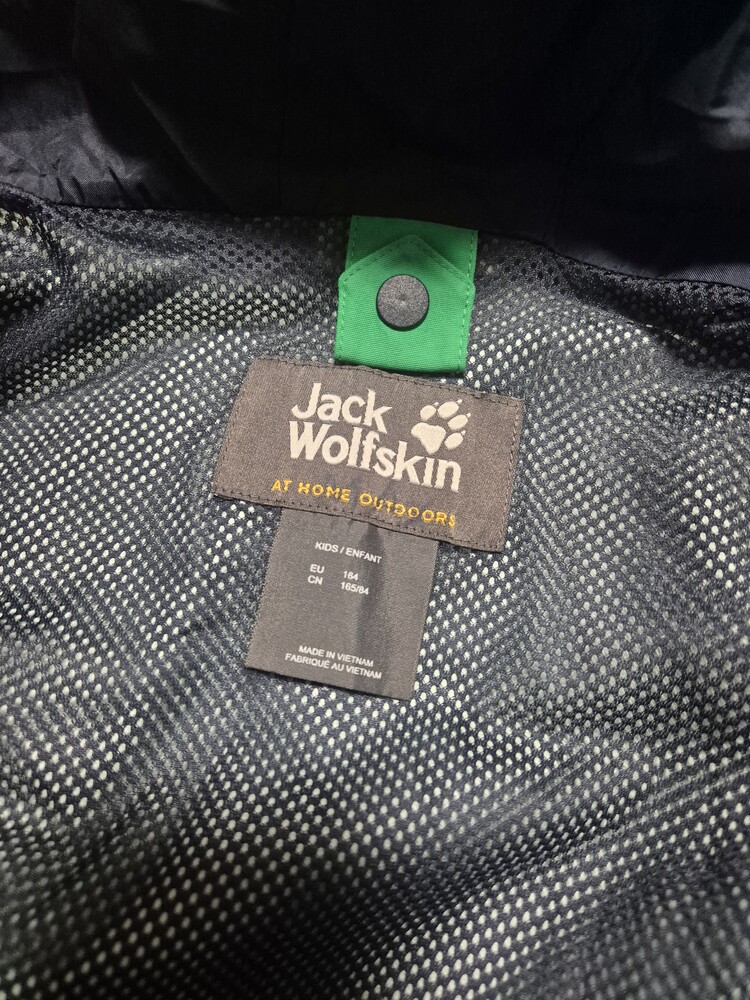 Jack
Wolfskin
AT HOME OUTDOORS
KIDS / ENFANT
EU 164
CN 165/84
MADE IN VIETNAM
FABRIQUÉ AU VIETNAM